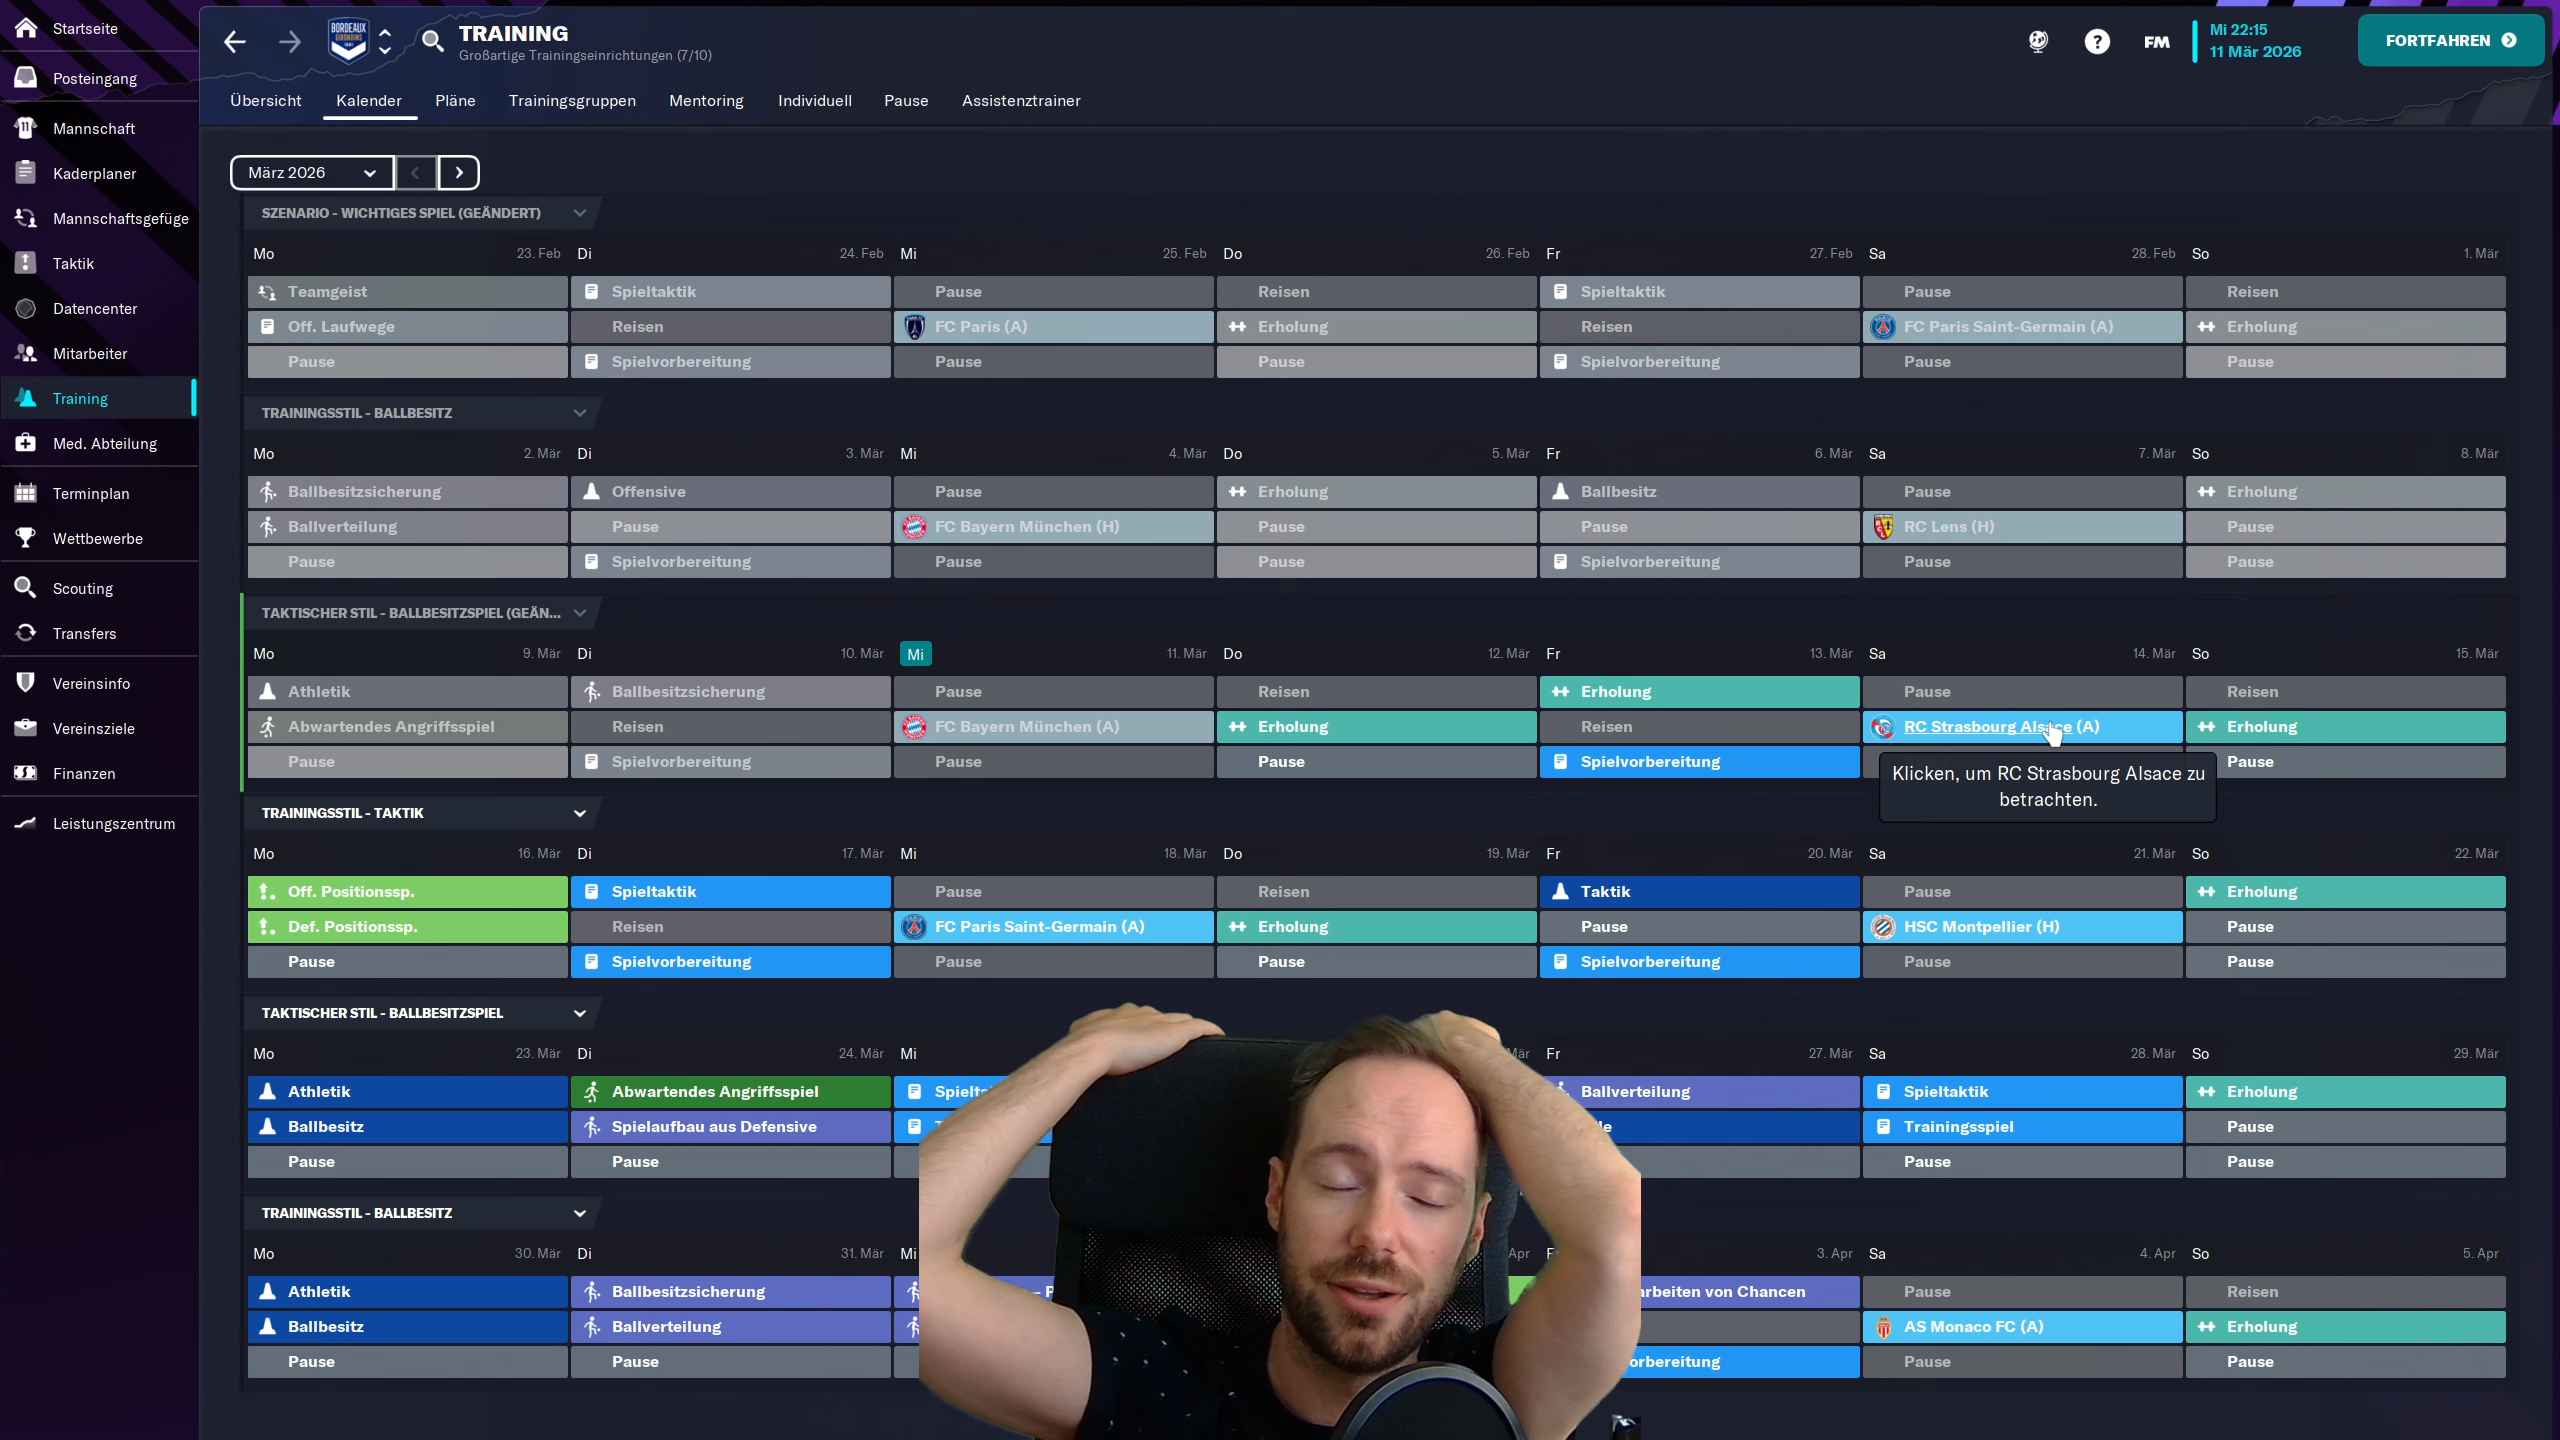 Startseite
Posteingang
Mannschaft
Kaderplaner
Mannschaftsgefüge
Taktik
Datencenter
Mitarbeiter
Training
Med. Abteilung
Terminplan
Wettbewerbe
Scouting
Transfers
Vereinsinfo
Vereinsziele
Finanzen
Leistungszentrum
BORDEAUX
TRAINING
Großartige Trainingseinrichtungen (7/10)
FM
Mi 22:15
11 Mär 2026
FORTFAHREN
Übersicht Kalender Pläne Trainingsgruppen Mentoring Individuell Pause Assistenztrainer
März 2026
SZENARIO - WICHTIGES SPIEL (GEÄNDERT)
Mo 23. Feb Di 24. Feb Mi 25. Feb Do 26. Feb Fr 27. Feb Sa 28. Feb So 1. Mär
Teamgeist Spieltaktik Pause Reisen Spieltaktik Pause Reisen
Off. Laufwege Reisen FC Paris (A) Erholung Reisen FC Paris Saint-Germain (A) Erholung
Pause Spielvorbereitung Pause Pause Spielvorbereitung Pause Pause
TRAININGSSTIL - BALLBESITZ
Mo 2. Mär Di 3. Mär Mi 4. Mär Do 5. Mär Fr 6. Mär Sa 7. Mär So 8. Mär
Ballbesitzsicherung Offensive Pause Erholung Ballbesitz Pause Erholung
Ballverteilung Pause FC Bayern München (H) Pause Pause RC Lens (H) Pause
Pause Spielvorbereitung Pause Pause Spielvorbereitung Pause Pause
TAKTISCHER STIL - BALLBESITZSPIEL (GEÄN...
Mo 9. Mär Di 10. Mär Mi 11. Mär Do 12. Mär Fr 13. Mär Sa 14. Mär So 15. Mär
Athletik Ballbesitzsicherung Pause Reisen Erholung Pause Reisen
Abwartendes Angriffsspiel Reisen FC Bayern München (A) Erholung Reisen RC Strasbourg Alsace (A) Erholung
Pause Spielvorbereitung Pause Pause Spielvorbereitung Pause
Klicken, um RC Strasbourg Alsace zu
betrachten.
TRAININGSSTIL - TAKTIK
Mo 16. Mär Di 17. Mär Mi 18. Mär Do 19. Mär Fr 20. Mär Sa 21. Mär So 22. Mär
Off. Positionssp. Spieltaktik Pause Reisen Taktik Pause Erholung
Def. Positionssp. Reisen FC Paris Saint-Germain (A) Erholung Pause HSC Montpellier (H) Pause
Pause Spielvorbereitung Pause Pause Spielvorbereitung Pause Pause
TAKTISCHER STIL - BALLBESITZSPIEL
Mo 23. Mär Di 24. Mär Mi Mär Fr 27. Mär Sa 28. Mär So 29. Mär
Athletik Abwartendes Angriffsspiel Ballverteilung Spieltaktik Erholung
Ballbesitz Spielaufbau aus Defensive Trainingsspiel Pause
Pause Pause Pause Pause
TRAININGSSTIL - BALLBESITZ
Mo 30. Mär Di 31. Mär Mi Apr 3. Apr Sa 4. Apr So 5. Apr
Athletik Ballbesitzsicherung arbeiten von Chancen Pause Reisen
Ballbesitz Ballverteilung AS Monaco FC (A) Erholung
Pause Pause orbereitung Pause Pause